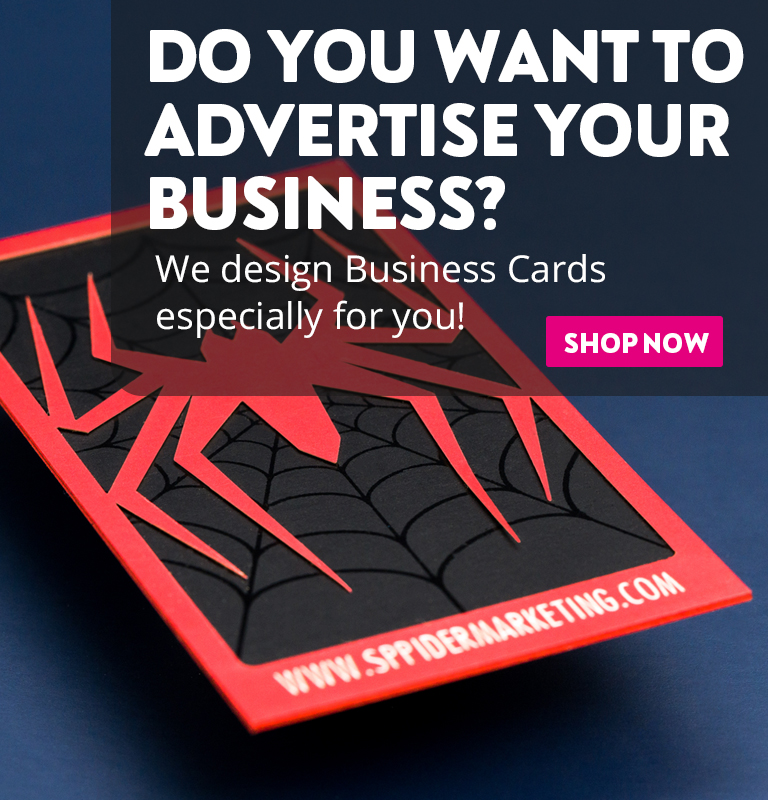 DO YOU WANT TO
ADVERTISE YOUR
BUSINESS?
We design Business Cards
especially for you!
SHOP NOW
WWW.SPPIDERMARKETING.COM